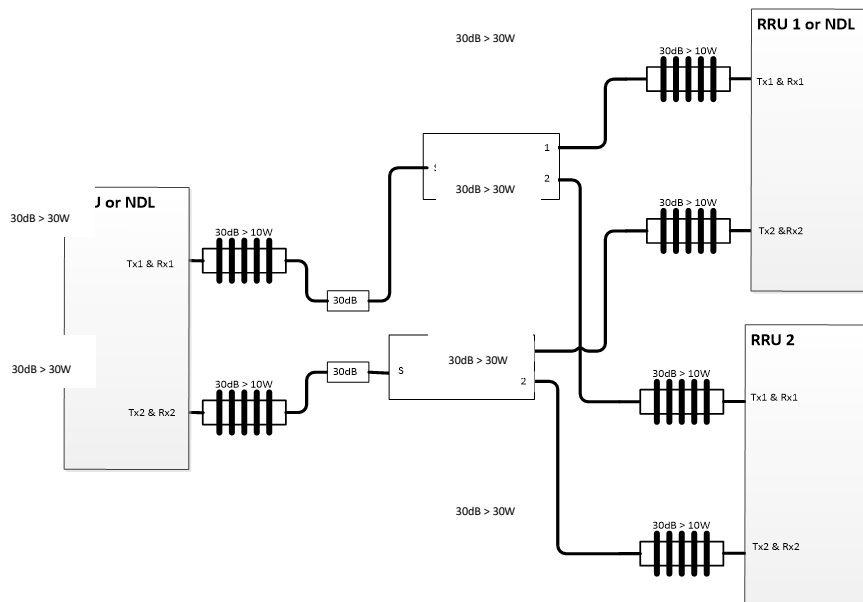 30dB > 30W
RRU 1 or NDL
30dB > 10W
Tx1 & Rx1
1
2
30dB > 30W
S
30dB > 10W
Tx2 &Rx2
U or NDL
30dB > 30W
30dB > 10W
Tx1 & Rx1
30dB
RRU 2
30dB > 30W
30dB > 30W
S
2
30dB
30dB > 10W
Tx1 & Rx1
30dB > 10W
Tx2 & Rx2
30dB > 30W
30dB > 10W
Tx2 & Rx2